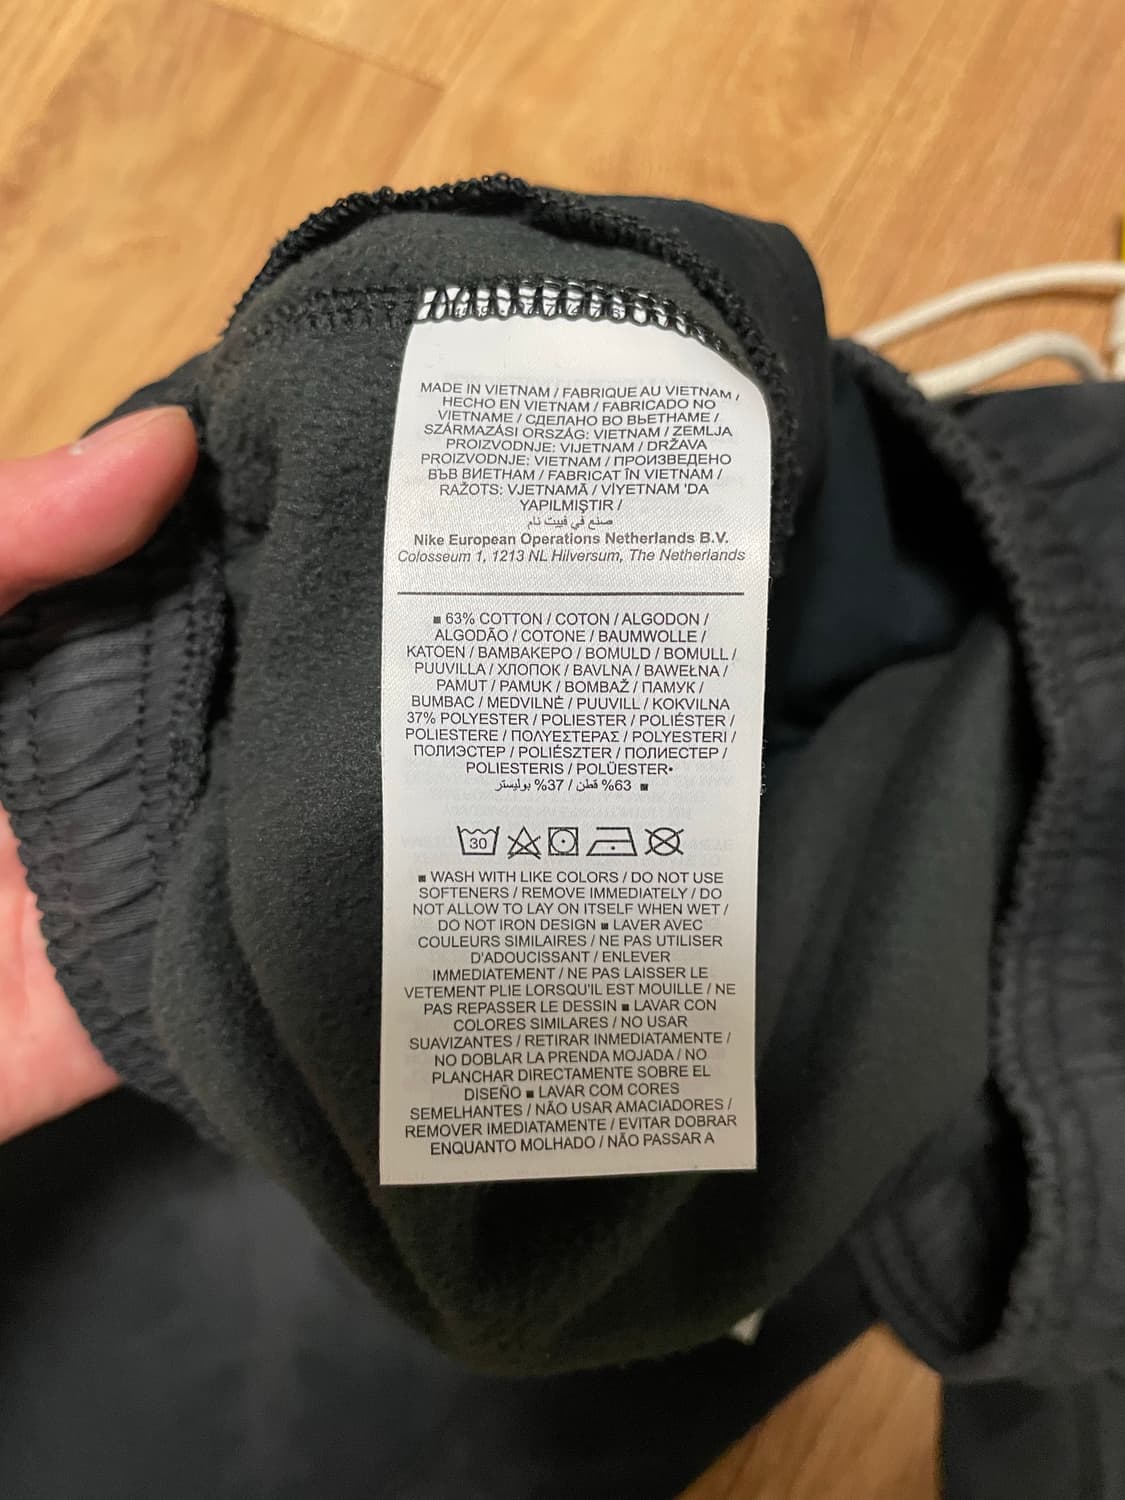 MADE IN VIETNAM / FABRIQUE AU VIETNAM /
HECHO EN VIETNAM / FABRICADO NO
VIETNAME / СДЕЛАНО ВО ВЬЕТНАМЕ /
SZÁRMAZÁSI ORSZÁG: VIETNAM / ZEMLJA
PROIZVODNJE: VIJETNAM / DRŽAVA
PROIZVODNJE: VIETNAM / ПРОИЗВЕДЕНО
ВЪВ ВИЕТНАМ / FABRICAT ÎN VIETNAM /
RAŽOTS: VJETNAMĀ / VİYETNAM 'DA
YAPILMIŞTIR /
صنع في فييت نام
Nike European Operations Netherlands B.V.
Colosseum 1, 1213 NL Hilversum, The Netherlands
■ 63% COTTON / COTON / ALGODON /
ALGODÃO / COTONE / BAUMWOLLE /
KATOEN / ΒΑΜΒΑΚΕΡΟ / BOMULD / BOMULL /
PUUVILLA / ХЛОПОК / BAVLNA / BAWEŁNA /
PAMUT / PAMUK / BOMBAŽ / ПАМУК /
BUMBAC / MEDVILNĖ / PUUVILL / KOKVILNA
37% POLYESTER / POLIESTER / POLIÉSTER /
POLIESTERE / ΠΟΛΥΕΣΤΕΡΑΣ / POLYESTERI /
ПОЛИЭСТЕР / POLIÉSZTER / ПОЛИЕСТЕР /
POLIESTERIS / POLÜESTER•
■ 63% قطن / 37% بوليستر
30
■ WASH WITH LIKE COLORS / DO NOT USE
SOFTENERS / REMOVE IMMEDIATELY / DO
NOT ALLOW TO LAY ON ITSELF WHEN WET /
DO NOT IRON DESIGN ■ LAVER AVEC
COULEURS SIMILAIRES / NE PAS UTILISER
D'ADOUCISSANT / ENLEVER
IMMEDIATEMENT / NE PAS LAISSER LE
VETEMENT PLIE LORSQU'IL EST MOUILLE / NE
PAS REPASSER LE DESSIN ■ LAVAR CON
COLORES SIMILARES / NO USAR
SUAVIZANTES / RETIRAR INMEDIATAMENTE /
NO DOBLAR LA PRENDA MOJADA / NO
PLANCHAR DIRECTAMENTE SOBRE EL
DISEÑO ■ LAVAR COM CORES
SEMELHANTES / NÃO USAR AMACIADORES /
REMOVER IMEDIATAMENTE / EVITAR DOBRAR
ENQUANTO MOLHADO / NÃO PASSAR A